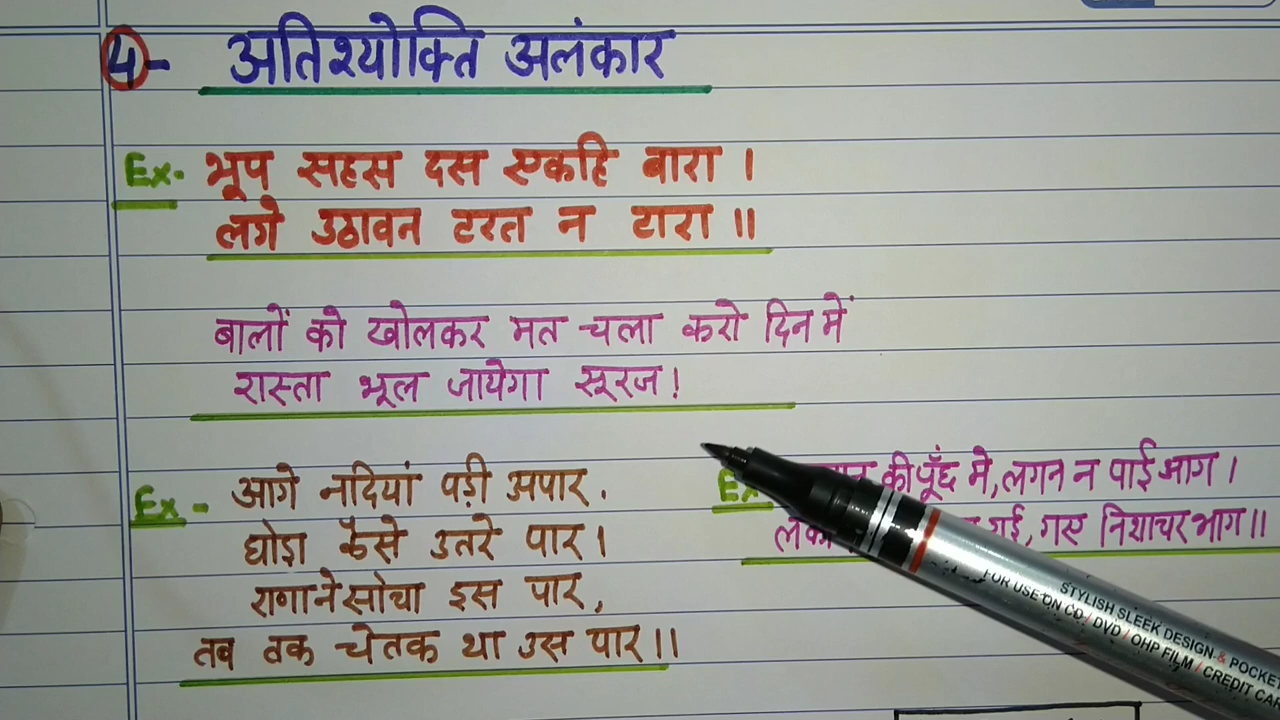 4- अतिश्योक्ति अलंकार
Ex. भूप सहस दस एकहि बारा ।
लगे उठावन टरत न टारा ॥
बालों को खोलकर मत चला करो दिन में
रास्ता भूल जायेगा सूरज!
Ex - आगे नदियां पड़ी अपार.
घोड़ा कैसे उतरे पार।
राणा ने सोचा इस पार,
तब तक चेतक था उस पार।।
Ex की पूँछ मे, लगन न पाई आग ।
गई, गए निशाचर भाग॥
STYLISH SLEEK DESIGN & POCKE
FOR USE ON CD / DVD / OHP FILM / CREDIT CAR